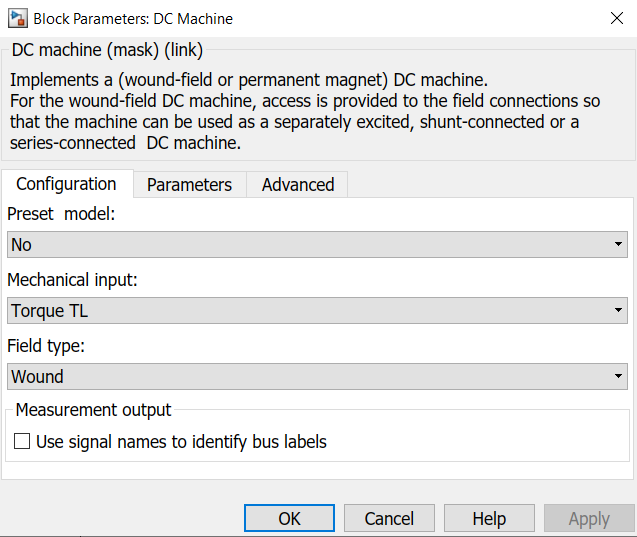 Block Parameters: DC Machine
DC machine (mask) (link)
Implements a (wound-field or permanent magnet) DC machine.
For the wound-field DC machine, access is provided to the field connections so
that the machine can be used as a separately excited, shunt-connected or a
series-connected  DC machine.
Configuration Parameters Advanced
Preset  model:
No
Mechanical input:
Torque TL
Field type:
Wound
Measurement output
Use signal names to identify bus labels
OK Cancel Help Apply